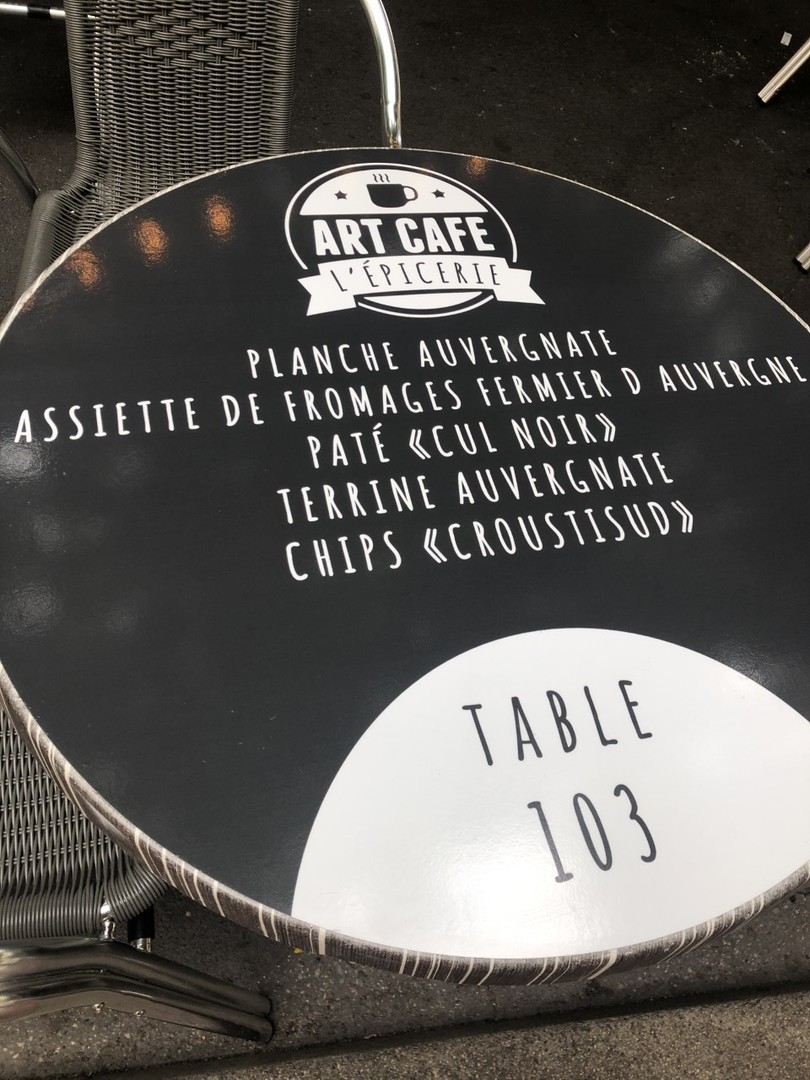 ART CAFE
L'ÉPICERIE
PLANCHE AUVERGNATE
ASSIETTE DE FROMAGES FERMIER D AUVERGNE
PATÉ «CUL NOIR»
TERRINE AUVERGNATE
CHIPS «CROUSTISUD»
TABLE
103